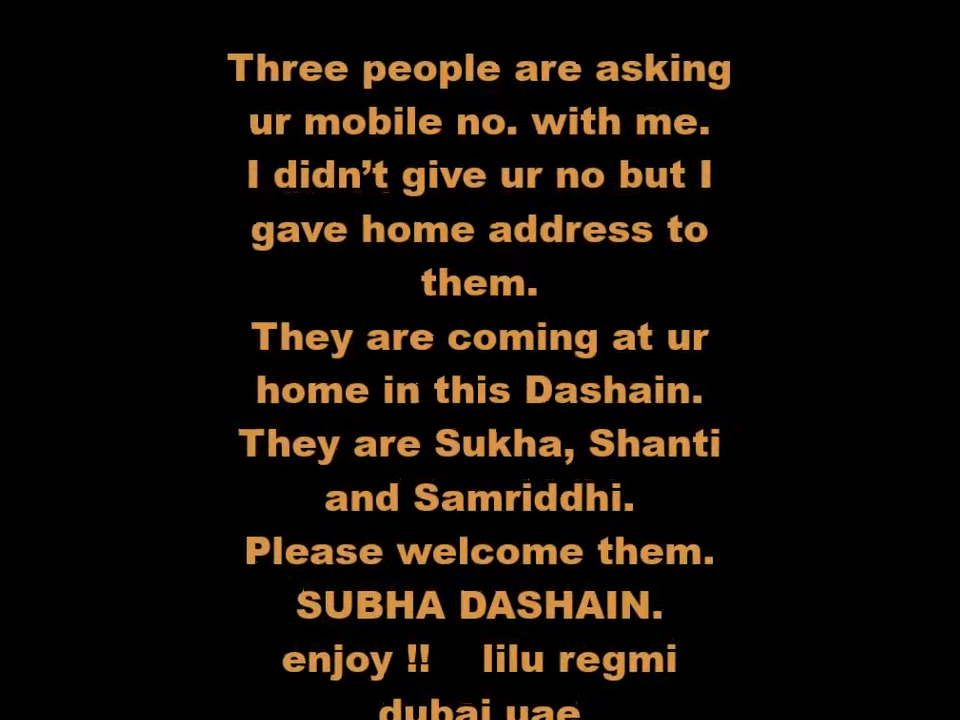 Three people are asking
ur mobile no. with me.
I didn’t give ur no but I
gave home address to
them.
They are coming at ur
home in this Dashain.
They are Sukha, Shanti
and Samriddhi.
Please welcome them.
SUBHA DASHAIN.
enjoy !! lilu regmi
dubai uae